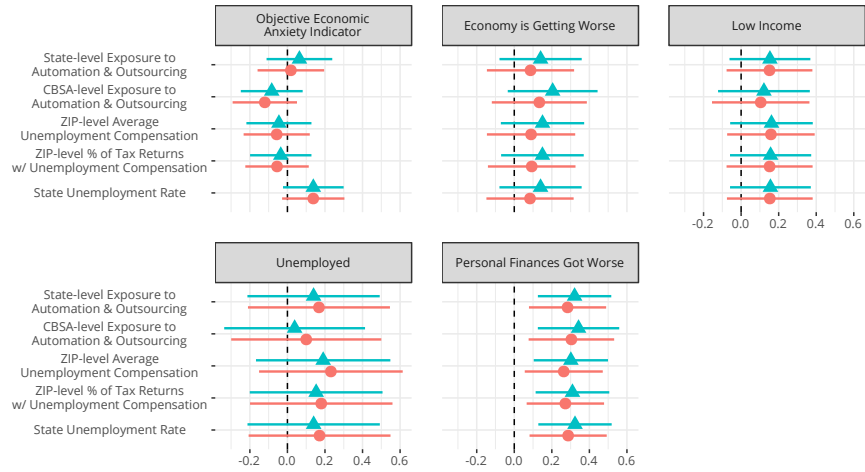 Objective Economic
Anxiety Indicator
Economy is Getting Worse
Low Income
State-level Exposure to
Automation & Outsourcing
CBSA-level Exposure to
Automation & Outsourcing
ZIP-level Average
Unemployment Compensation
ZIP-level % of Tax Returns
w/ Unemployment Compensation
State Unemployment Rate
-0.2 0.0 0.2 0.4 0.6
Unemployed
Personal Finances Got Worse
State-level Exposure to
Automation & Outsourcing
CBSA-level Exposure to
Automation & Outsourcing
ZIP-level Average
Unemployment Compensation
ZIP-level % of Tax Returns
w/ Unemployment Compensation
State Unemployment Rate
-0.2 0.0 0.2 0.4 0.6
-0.2 0.0 0.2 0.4 0.6